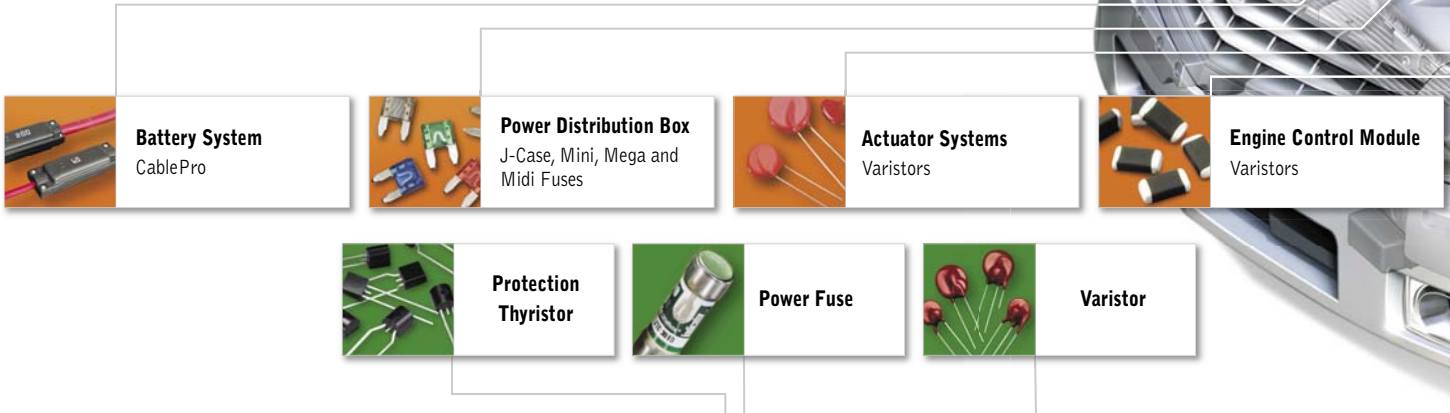 Battery System
CablePro
Power Distribution Box
J-Case, Mini, Mega and
Midi Fuses
Actuator Systems
Varistors
Engine Control Module
Varistors
Protection
Thyristor
Power Fuse
Varistor